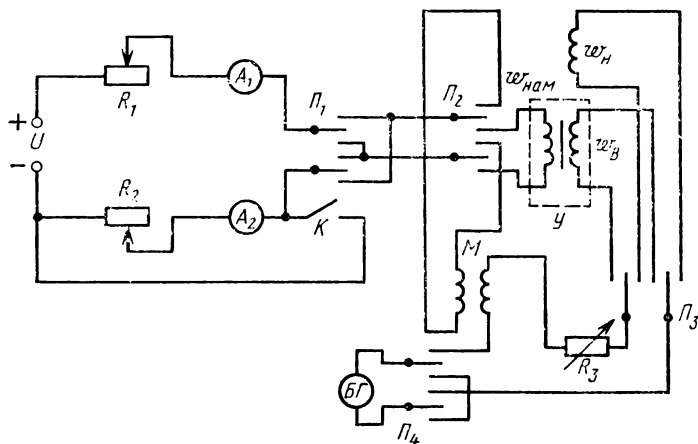 R₁
A₁
П₁
П₂
wнам
wн
+
U
-
wв
R₂
A₂
К
У
М
П₃
R₃
БГ
П₄